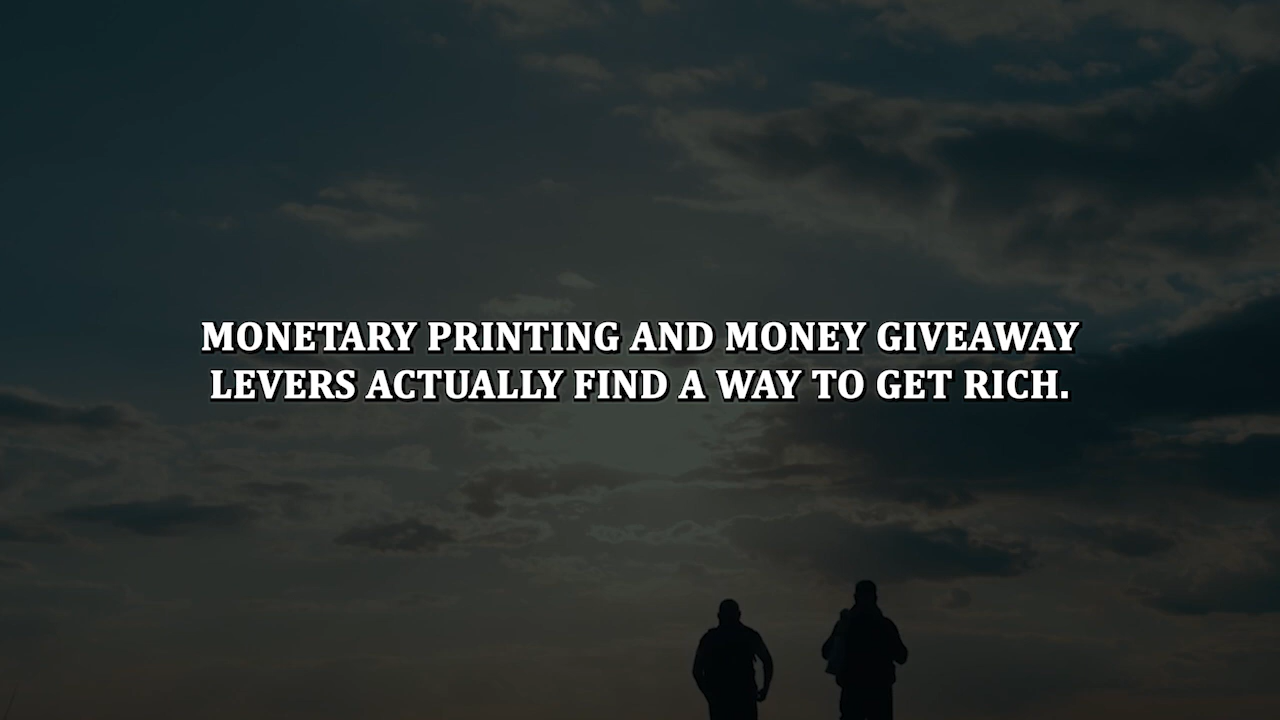 MONETARY PRINTING AND MONEY GIVEAWAY
LEVERS ACTUALLY FIND A WAY TO GET RICH.